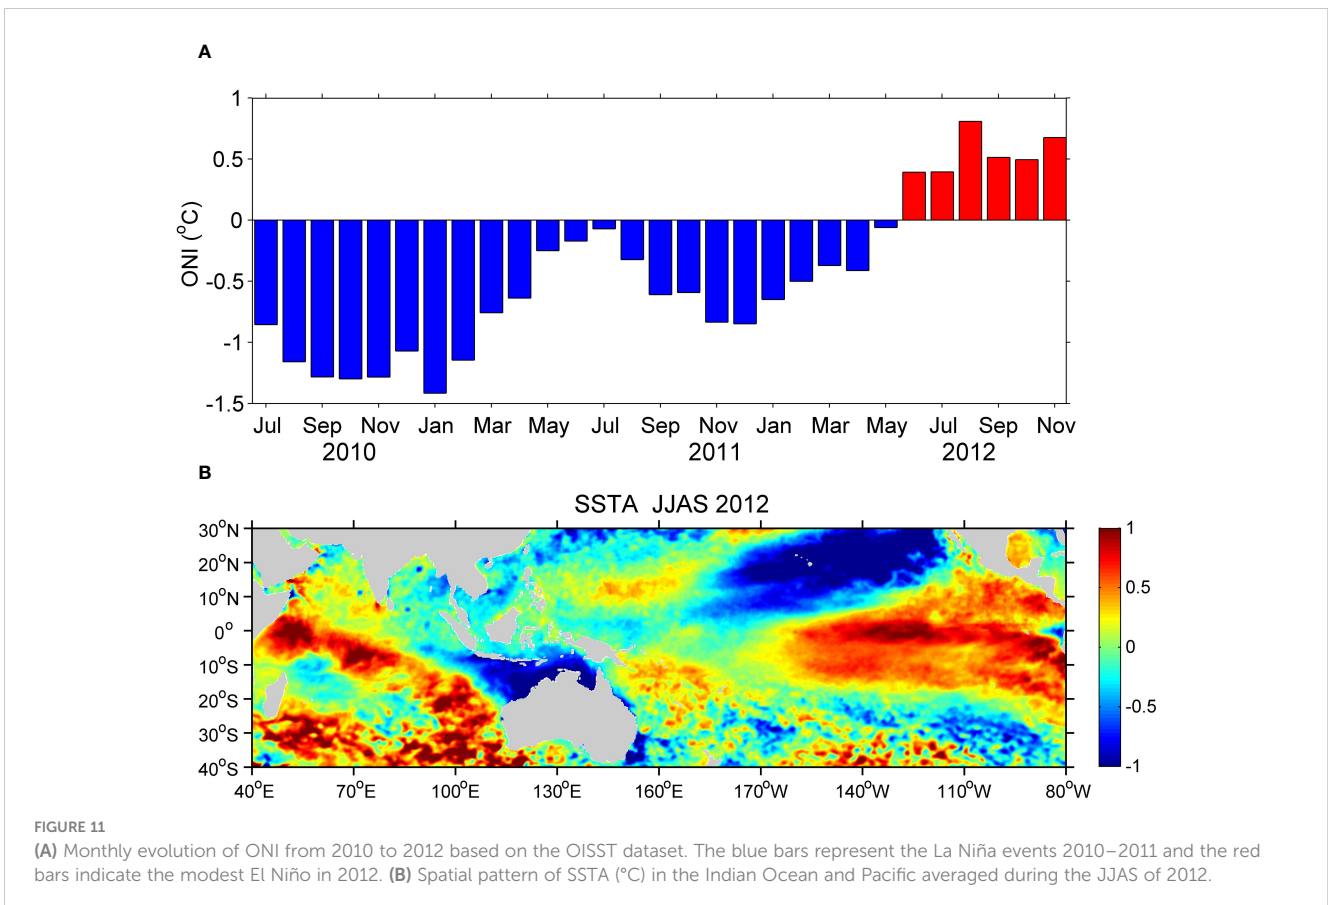 A
1
0.5
0
-0.5
-1
-1.5
ONI (°C)
Jul Sep Nov Jan Mar May Jul Sep Nov Jan Mar May Jul Sep Nov
2010 2011 2012
B
SSTA JJAS 2012
30°N
20°N
10°N
0°
10°S
20°S
30°S
40°S
40°E 70°E 100°E 130°E 160°E 170°W 140°W 110°W 80°W
1
0.5
0
-0.5
-1
FIGURE 11
(A) Monthly evolution of ONI from 2010 to 2012 based on the OISST dataset. The blue bars represent the La Niña events 2010–2011 and the red
bars indicate the modest El Niño in 2012. (B) Spatial pattern of SSTA (°C) in the Indian Ocean and Pacific averaged during the JJAS of 2012.